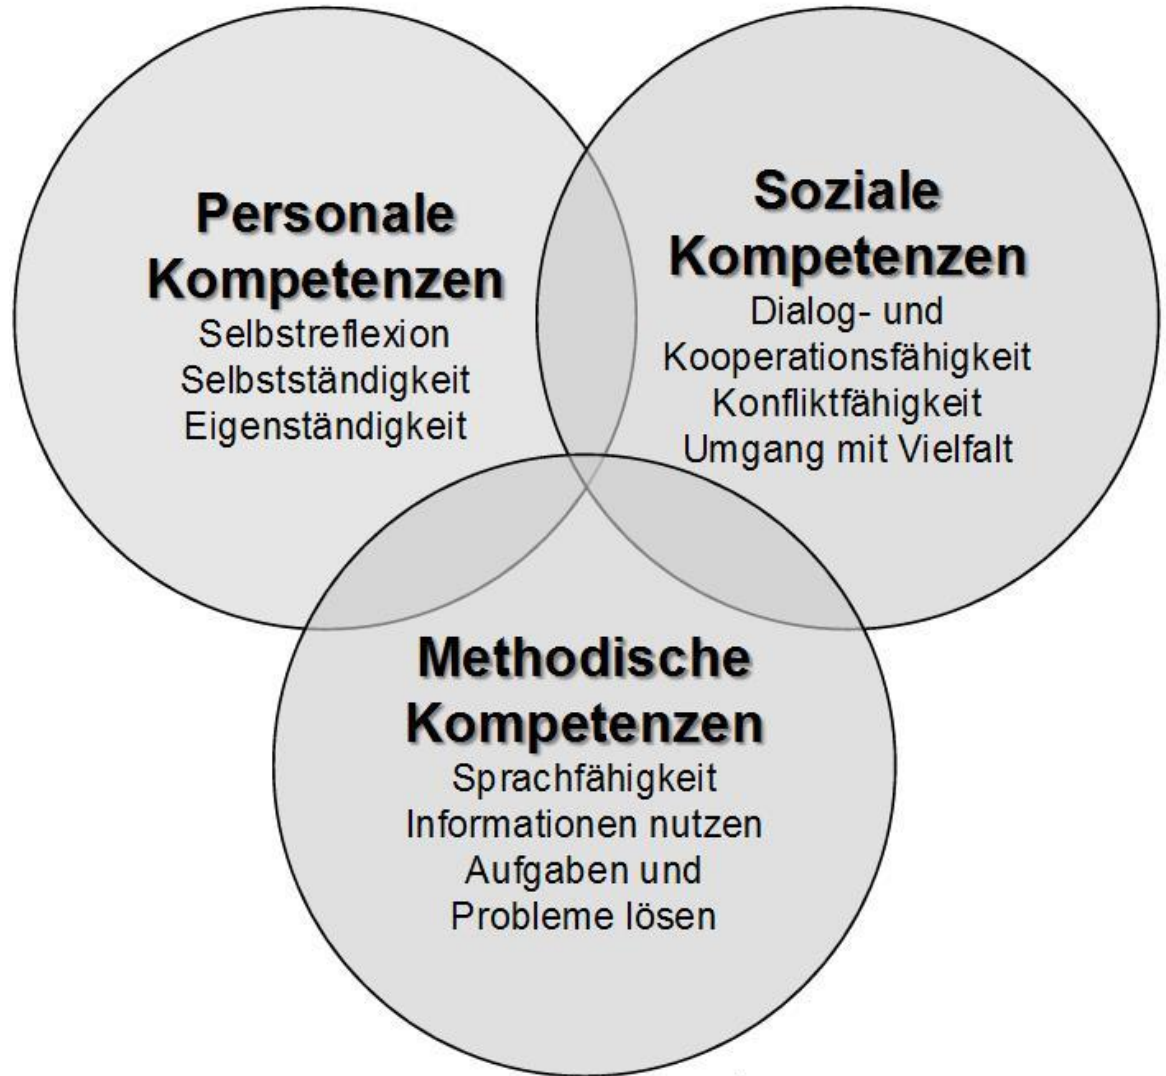 Personale
Kompetenzen
Selbstreflexion
Selbstständigkeit
Eigenständigkeit
Soziale
Kompetenzen
Dialog- und
Kooperationsfähigkeit
Konfliktfähigkeit
Umgang mit Vielfalt
Methodische
Kompetenzen
Sprachfähigkeit
Informationen nutzen
Aufgaben und
Probleme lösen